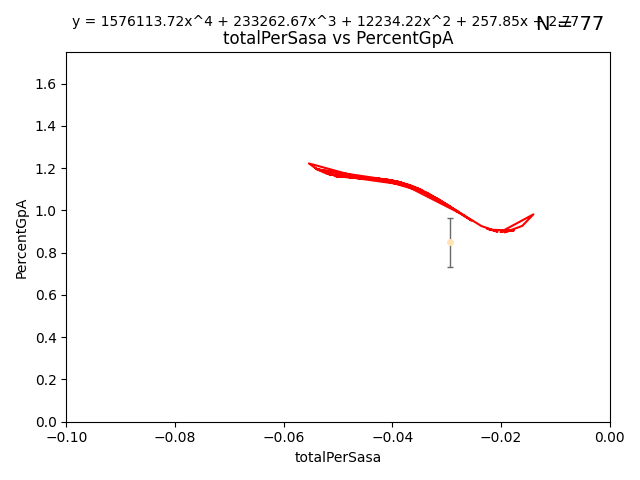 y = 1576113.72x^4 + 233262.67x^3 + 12234.22x^2 + 257.85x + 2.77
N = 77
totalPerSasa vs PercentGpA
PercentGpA
1.6
1.4
1.2
1.0
0.8
0.6
0.4
0.2
0.0
−0.10 −0.08 −0.06 −0.04 −0.02 0.00
totalPerSasa